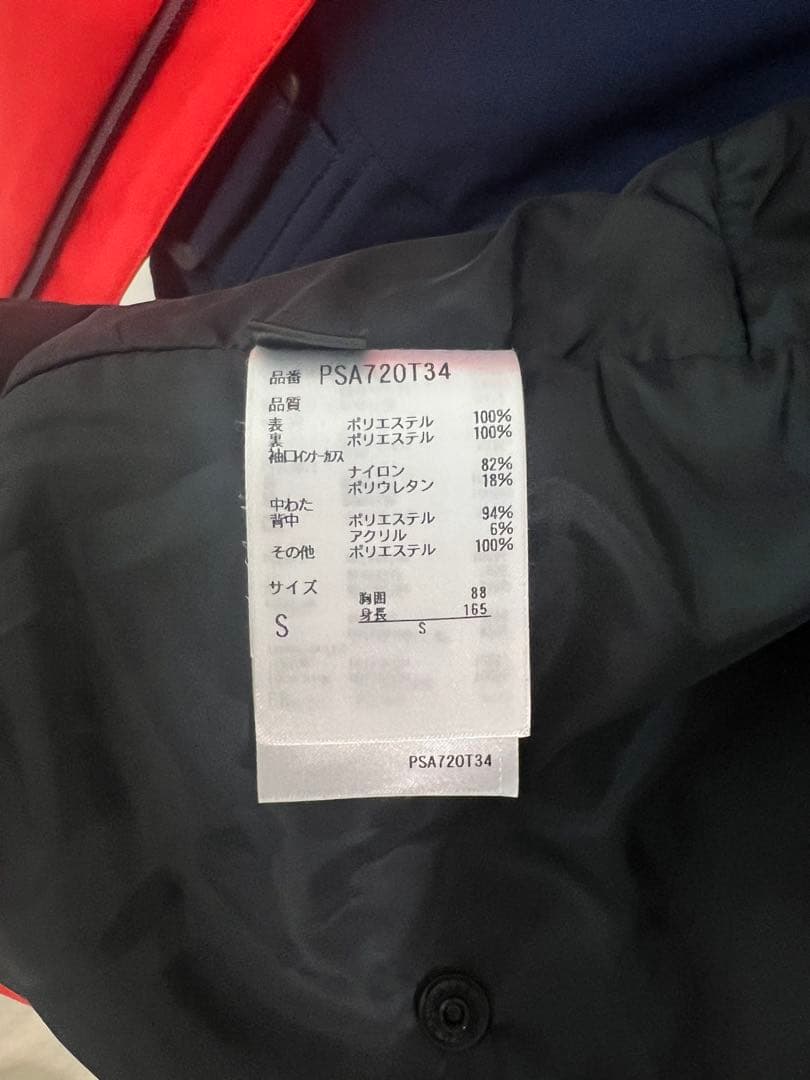 品番 PSA720T34
品質
表 ポリエステル 100%
裏 ポリエステル 100%
袖口インナーカフス
ナイロン 82%
ポリウレタン 18%
中わた
背中 ポリエステル 94%
アクリル 6%
その他 ポリエステル 100%
サイズ
胸囲 88
身長 165
S
S
PSA720T34